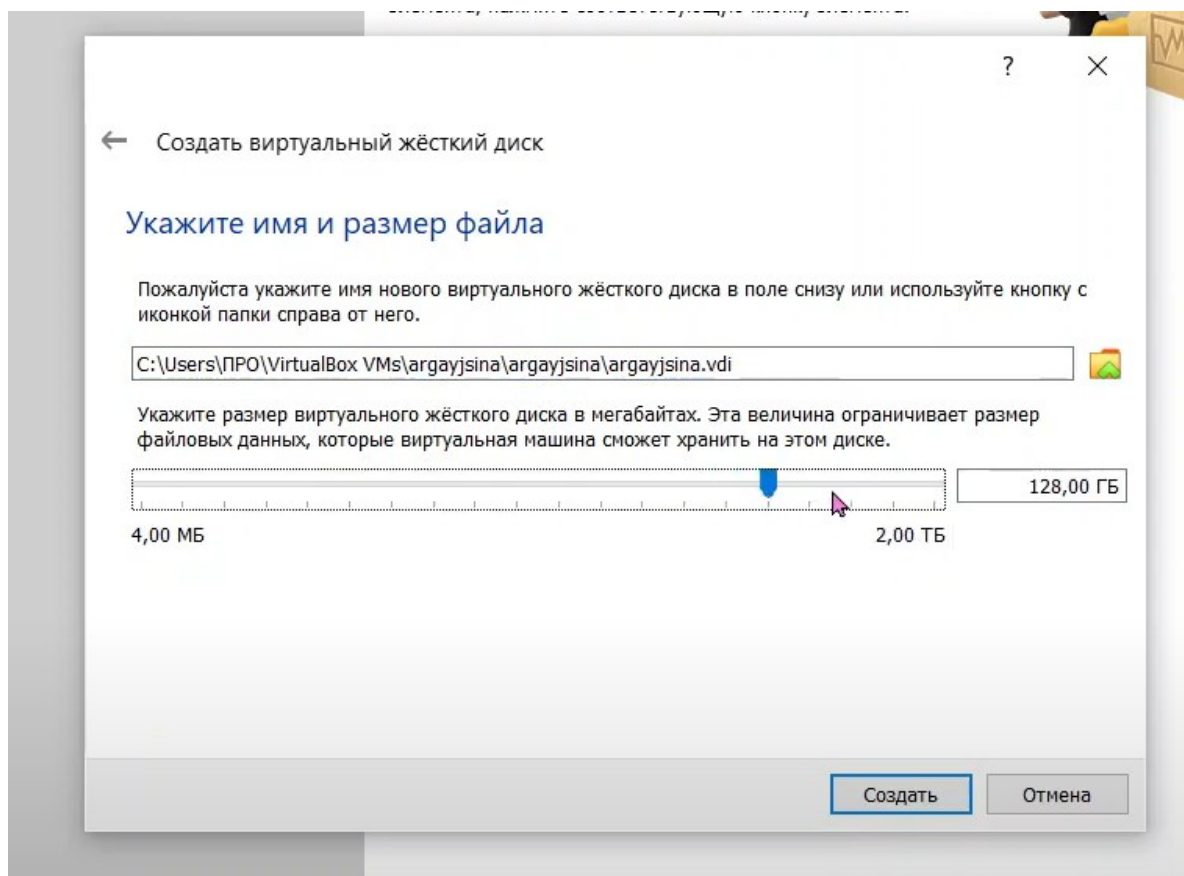 Создать виртуальный жёсткий диск
Укажите имя и размер файла
Пожалуйста укажите имя нового виртуального жёсткого диска в поле снизу или используйте кнопку с
иконкой папки справа от него.
C:\Users\ПРО\VirtualBox VMs\argayjsina\argayjsina\argayjsina.vdi
Укажите размер виртуального жёсткого диска в мегабайтах. Эта величина ограничивает размер
файловых данных, которые виртуальная машина сможет хранить на этом диске.
128,00 ГБ
4,00 МБ 2,00 ТБ
Создать Отмена